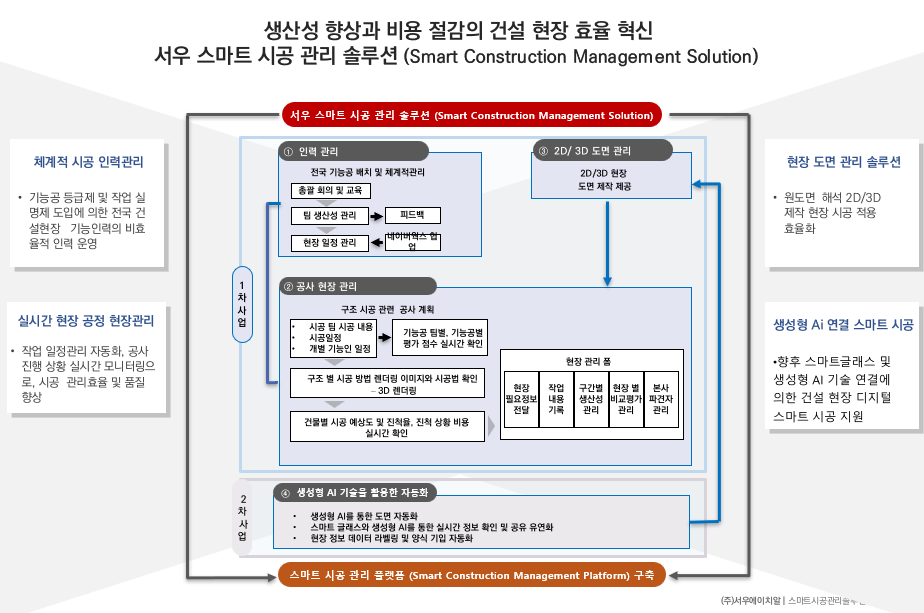 생산성 향상과 비용 절감의 건설 현장 효율 혁신
서우 스마트 시공 관리 솔루션 (Smart Construction Management Solution)
서우 스마트 시공 관리 솔루션 (Smart Construction Management Solution)
체계적 시공 인력관리
• 기능공 등급제 및 작업 실
명제 도입에 의한 전국 건
설현장 기능인력의 비효
율적 인력 운영
실시간 현장 공정 현장관리
• 작업 일정관리 자동화, 공사
진행 상황 실시간 모니터링으
로, 시공 관리효율 및 품질
향상
1
차
사
업
① 인력 관리
전국 기능공 배치 및 체계적관리
총괄 회의 및 교육
팀 생산성 관리
피드백
현장 일정 관리
네이버웍스 협
업
③ 2D/ 3D 도면 관리
2D/3D 현장
도면 제작 제공
② 공사 현장 관리
구조 시공 관련 공사 계획
• 시공 팀 시공 내용
• 시공일정
• 개별 기능인 일정
기능공 팀별, 기능공별
평가 점수 실시간 확인
구조 별 시공 방법 렌더링 이미지와 시공법 확인
– 3D 렌더링
건물별 시공 예상도 및 진척율, 진척 상황 비용
실시간 확인
현장 관리 폼
현장
필요정보
전달
작업
내용
기록
구간별
생산성
관리
현장 별
비교평가
관리
본사
파견자
관리
2
차
사
업
④ 생성형 AI 기술을 활용한 자동화
• 생성형 AI를 통한 도면 자동화
• 스마트 글래스와 생성형 AI를 통한 실시간 정보 확인 및 공유 유연화
• 현장 정보 데이터 라벨링 및 양식 기입 자동화
현장 도면 관리 솔루션
• 원도면 해석 2D/3D
제작 현장 시공 적용
효율화
생성형 Ai 연결 스마트 시공
•향후 스마트글래스 및
생성형 AI 기술 연결에
의한 건설 현장 디지털
스마트 시공 지원
스마트 시공 관리 플랫폼 (Smart Construction Management Platform) 구축
(주)서우에이치알 | 스마트시공관리솔루션